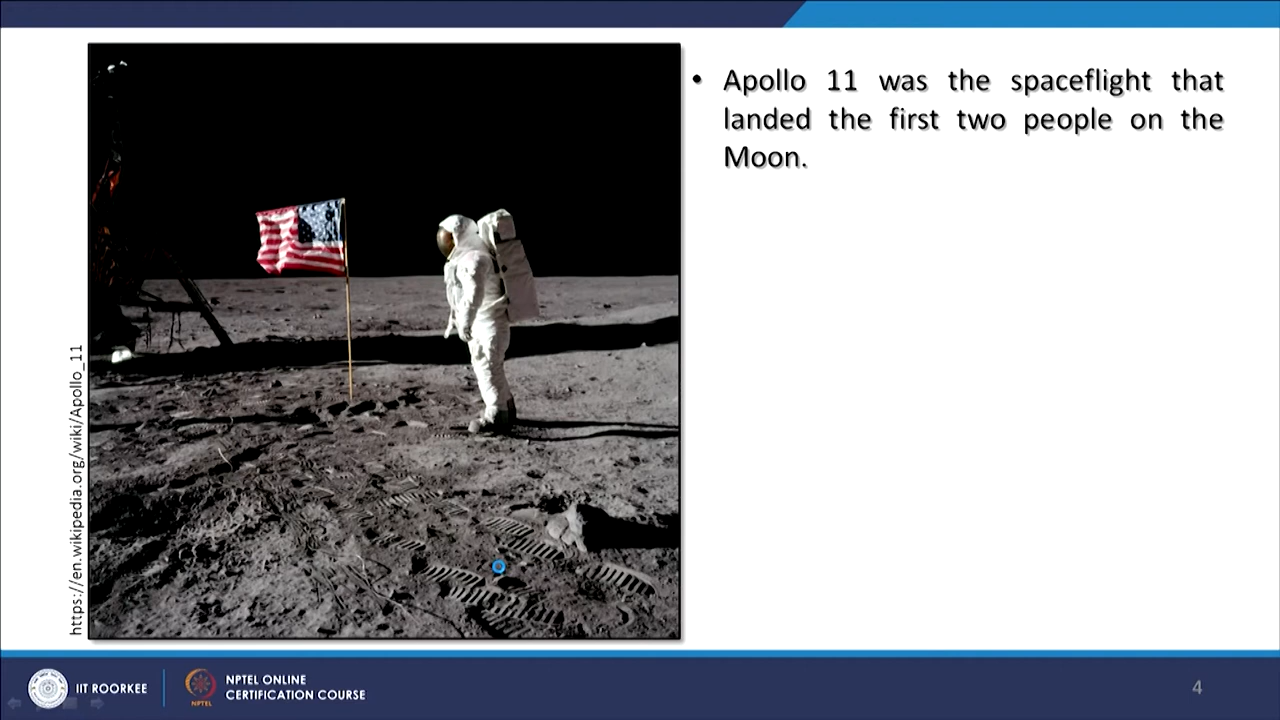 • Apollo 11 was the spaceflight that
landed the first two people on the
Moon.
https://en.wikipedia.org/wiki/Apollo_11
IIT ROORKEE
NPTEL
NPTEL ONLINE
CERTIFICATION COURSE
4